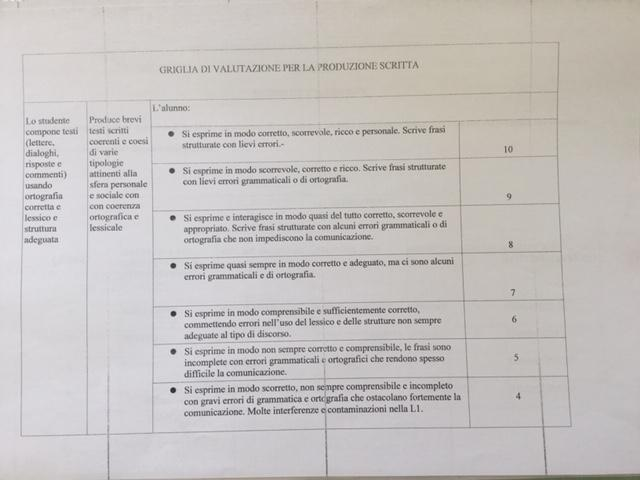 GRIGLIA DI VALUTAZIONE PER LA PRODUZIONE SCRITTA
Lo studente
compone testi
(lettere,
dialoghi,
risposte e
commenti)
usando
ortografia
corretta e
lessico e
struttura
adeguata
Produce brevi
testi scritti
coerenti e coesi
di varie
tipologie
attinenti alla
sfera personale
e sociale con
con coerenza
ortografica e
lessicale
L'alunno:
● Si esprime in modo corretto, scorrevole, ricco e personale. Scrive frasi
strutturate con lievi errori.-
10
● Si esprime in modo scorrevole, corretto e ricco. Scrive frasi strutturate
con lievi errori grammaticali o di ortografia.
9
● Si esprime e interagisce in modo quasi del tutto corretto, scorrevole e
appropriato. Scrive frasi strutturate con alcuni errori grammaticali o di
ortografia che non impediscono la comunicazione.
8
● Si esprime quasi sempre in modo corretto e adeguato, ma ci sono alcuni
errori grammaticali e di ortografia.
7
● Si esprime in modo comprensibile e sufficientemente corretto,
commettendo errori nell'uso del lessico e delle strutture non sempre
adeguate al tipo di discorso.
6
● Si esprime in modo non sempre corretto e comprensibile, le frasi sono
incomplete con errori grammaticali e ortografici che rendono spesso
difficile la comunicazione.
5
● Si esprime in modo scorretto, non sempre comprensibile e incompleto
con gravi errori di grammatica e ortografia che ostacolano fortemente la
comunicazione. Molte interferenze e contaminazioni nella L1.
4